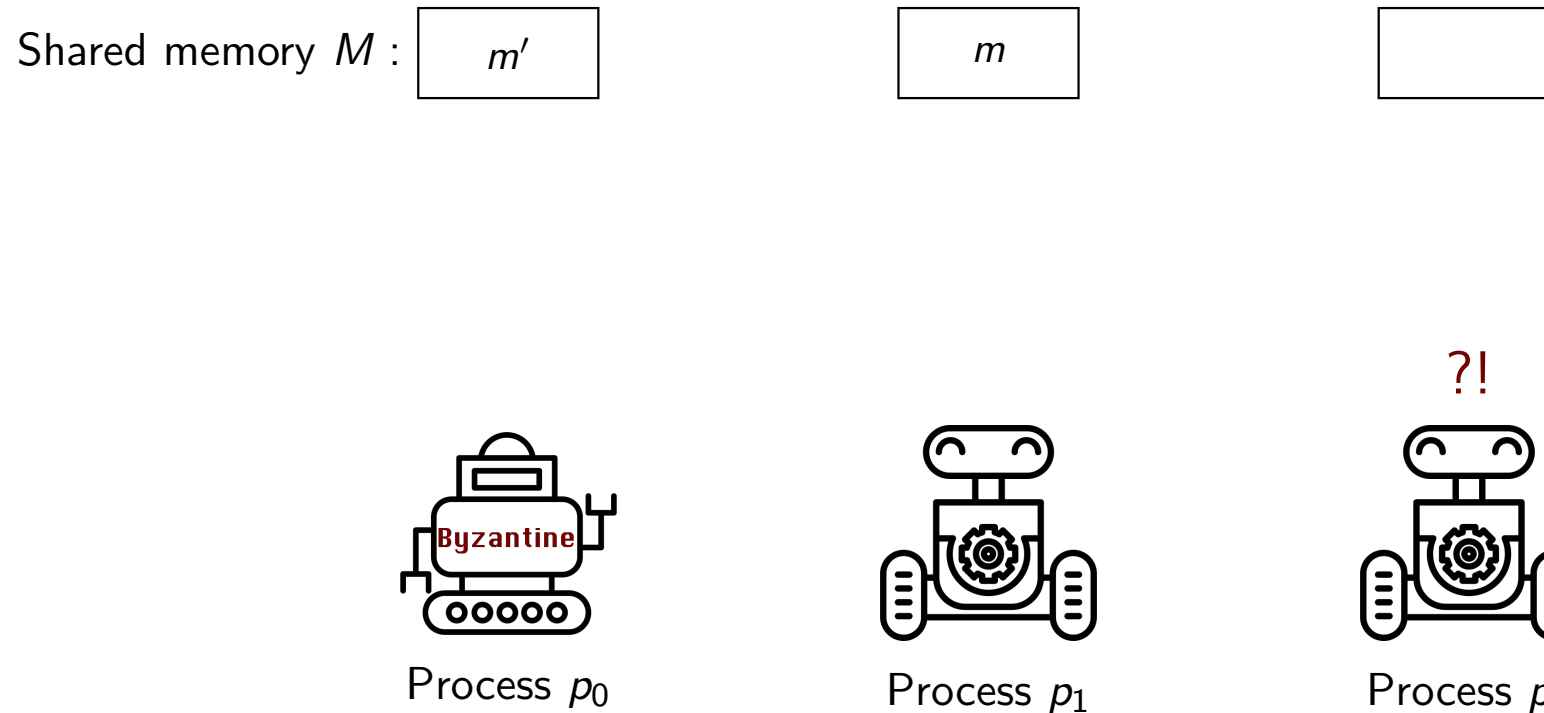 Shared memory M : m′ m
?!
Byzantine
Process p₀ Process p₁ Process p